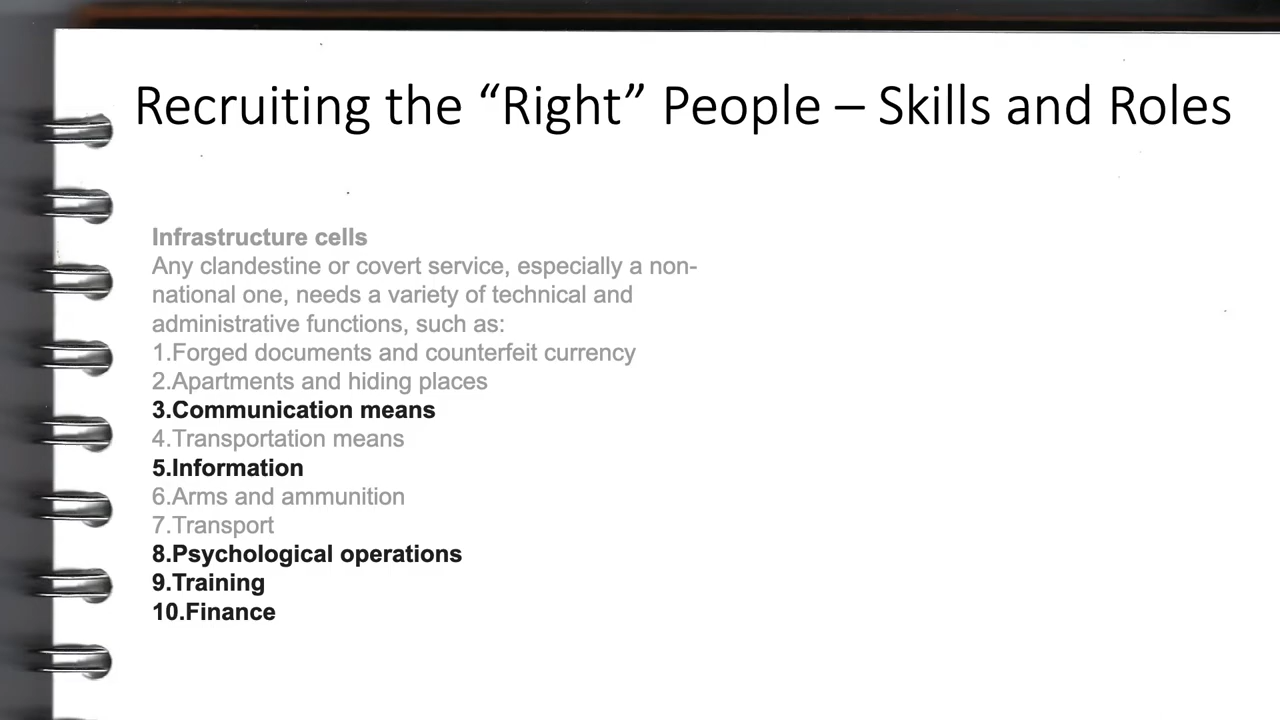 Recruiting the “Right” People – Skills and Roles
Infrastructure cells
Any clandestine or covert service, especially a non-
national one, needs a variety of technical and
administrative functions, such as:
1.Forged documents and counterfeit currency
2.Apartments and hiding places
3.Communication means
4.Transportation means
5.Information
6.Arms and ammunition
7.Transport
8.Psychological operations
9.Training
10.Finance